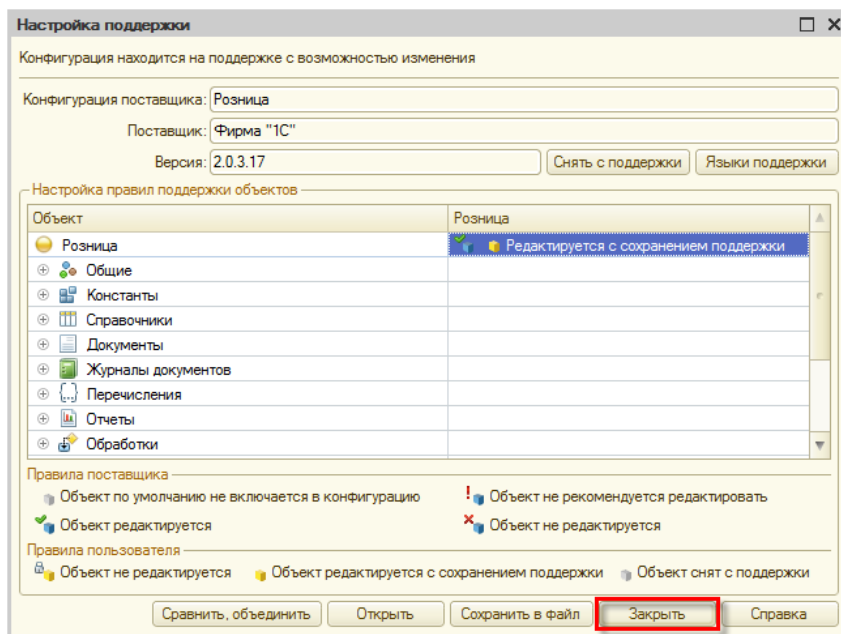 Настройка поддержки
Конфигурация находится на поддержке с возможностью изменения
Конфигурация поставщика: Розница
Поставщик: Фирма "1С"
Версия: 2.0.3.17 Снять с поддержки Языки поддержки
Настройка правил поддержки объектов
Объект Розница
Розница Редактируется с сохранением поддержки
Общие
Константы
Справочники
Документы
Журналы документов
Перечисления
Отчеты
Обработки
Правила поставщика
Объект по умолчанию не включается в конфигурацию Объект не рекомендуется редактировать
Объект редактируется Объект не редактируется
Правила пользователя
Объект не редактируется Объект редактируется с сохранением поддержки Объект снят с поддержки
Сравнить, объединить Открыть Сохранить в файл Закрыть Справка